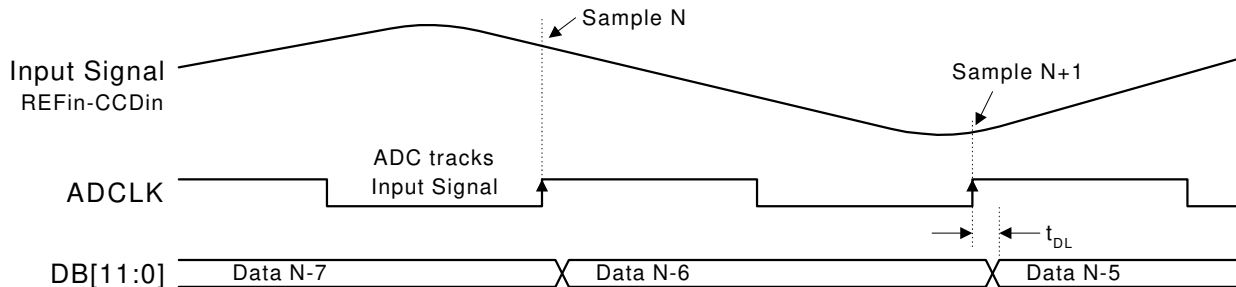 Sample N
Input Signal
REFin-CCDin
Sample N+1
ADC tracks
Input Signal
ADCLK
tDL
DB[11:0]
Data N-7
Data N-6
Data N-5